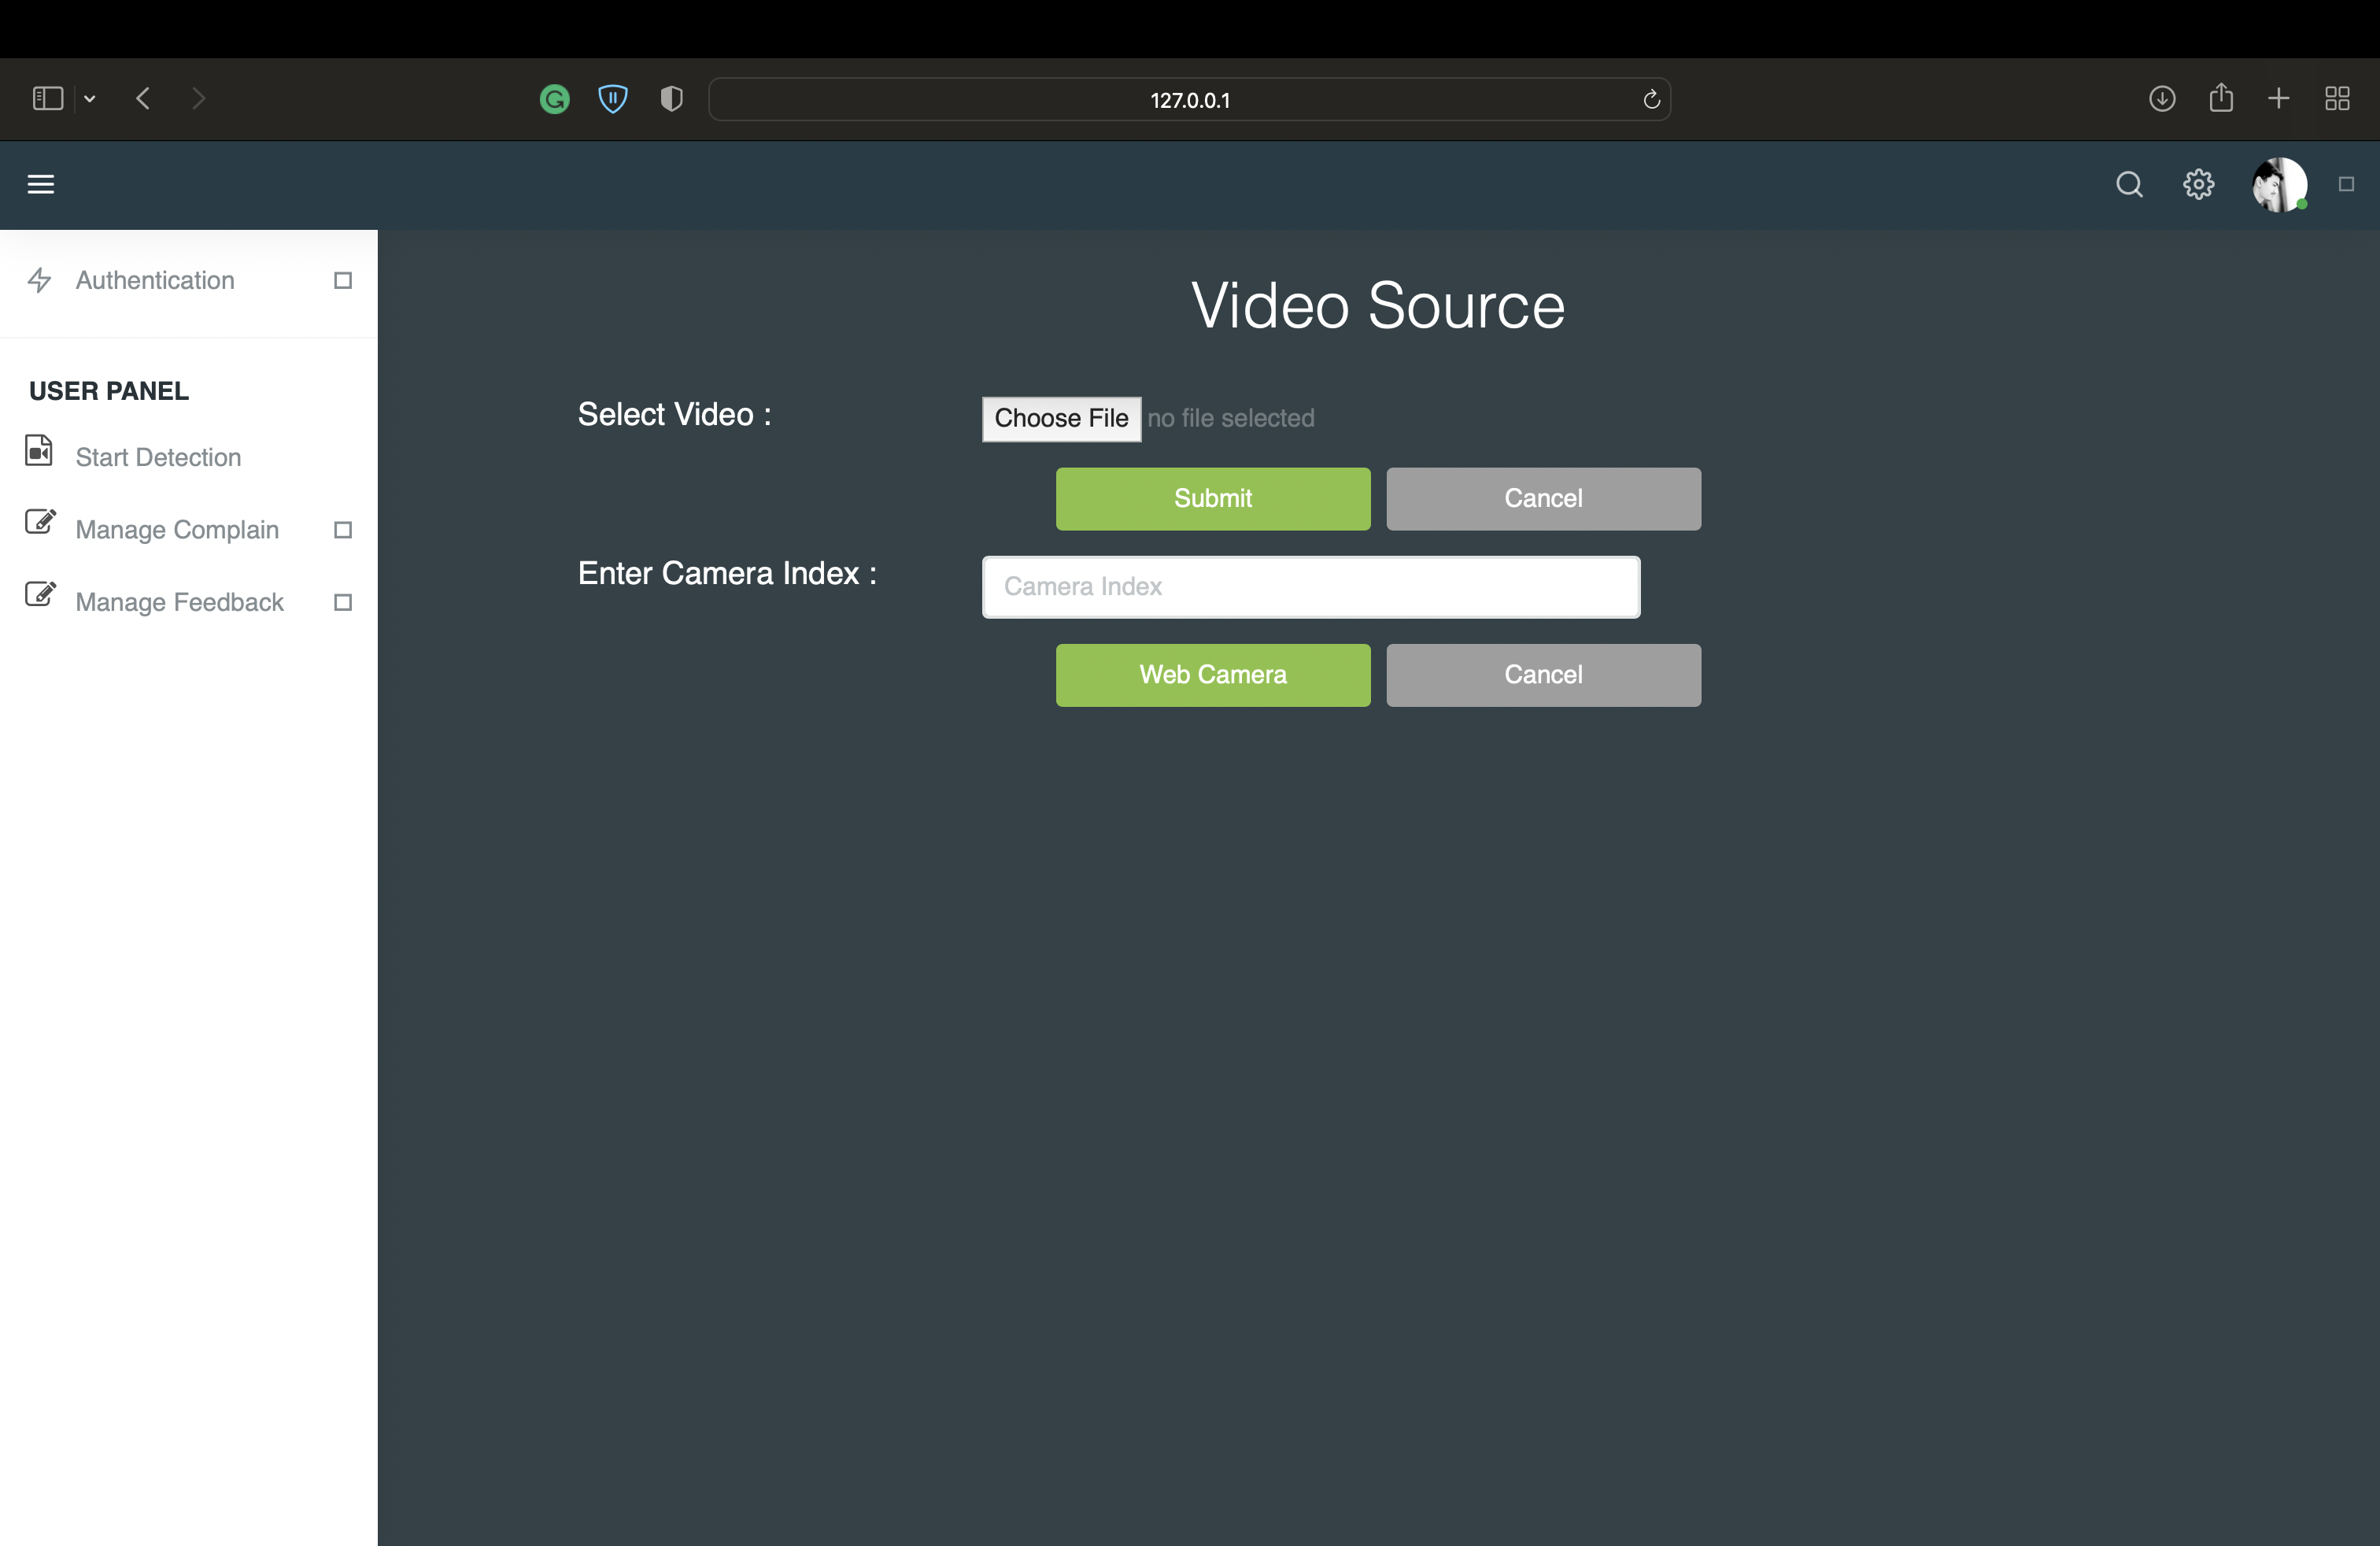 127.0.0.1
Authentication
USER PANEL
Start Detection
Manage Complain
Manage Feedback
Video Source
Select Video :
Choose File no file selected
Submit Cancel
Enter Camera Index :
Camera Index
Web Camera Cancel